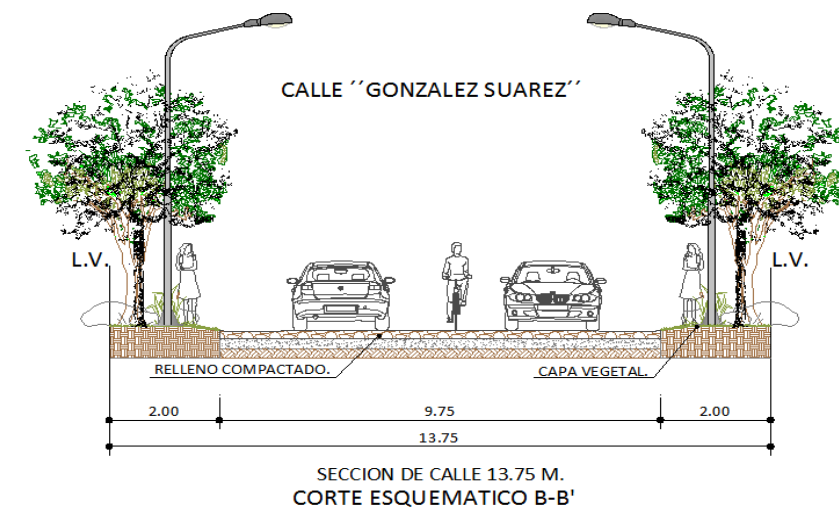 CALLE ´´GONZALEZ SUAREZ´´
L.V.
L.V.
RELLENO COMPACTADO.
CAPA VEGETAL.
2.00
9.75
2.00
13.75
SECCION DE CALLE 13.75 M.
CORTE ESQUEMATICO B-B'